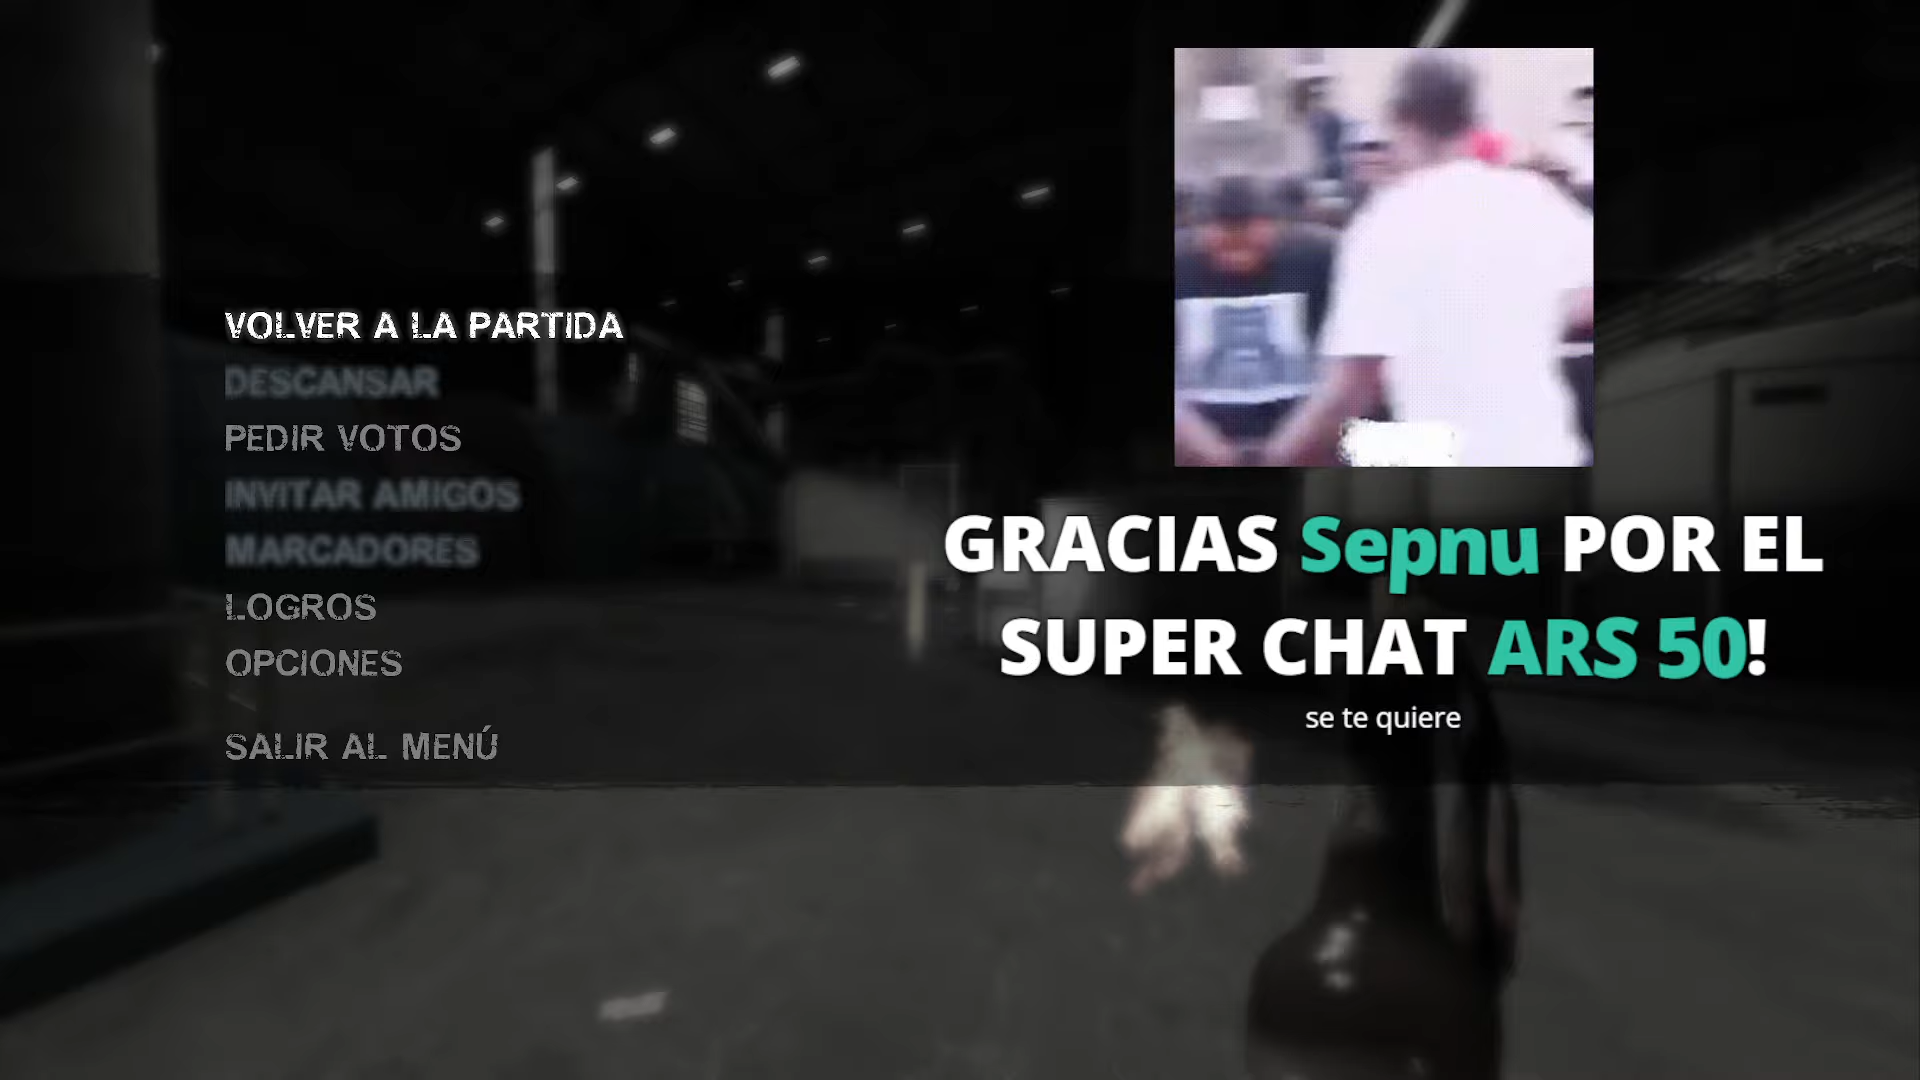 VOLVER A LA PARTIDA
DESCANSAR
PEDIR VOTOS
INVITAR AMIGOS
MARCADORES
LOGROS
OPCIONES
SALIR AL MENÚ
GRACIAS Sepnu POR EL
SUPER CHAT ARS 50!
se te quiere